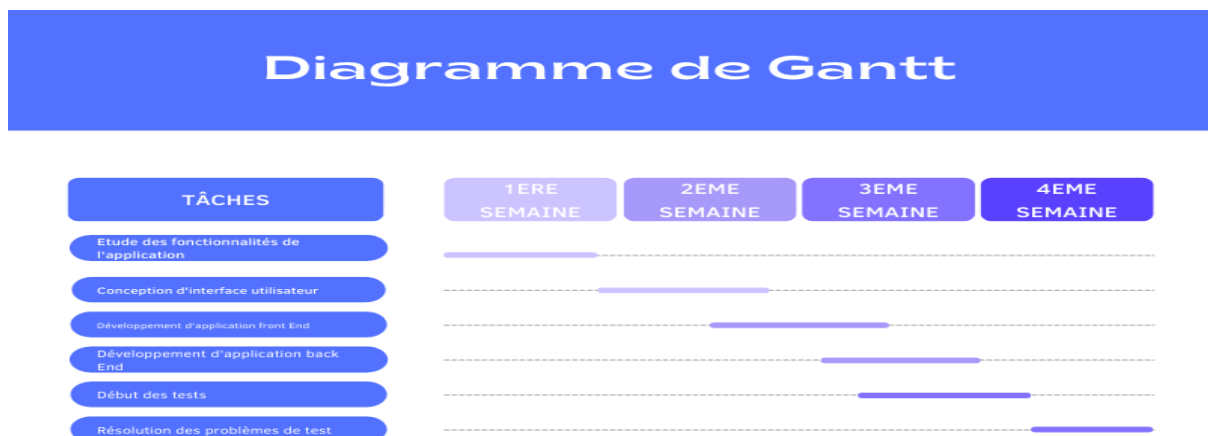 Diagramme de Gantt
TÂCHES
1ERE
SEMAINE
2EME
SEMAINE
3EME
SEMAINE
4EME
SEMAINE
Etude des fonctionnalités de
l'application
Conception d'interface utilisateur
Développement d'application front End
Développement d'application back
End
Début des tests
Résolution des problèmes de test